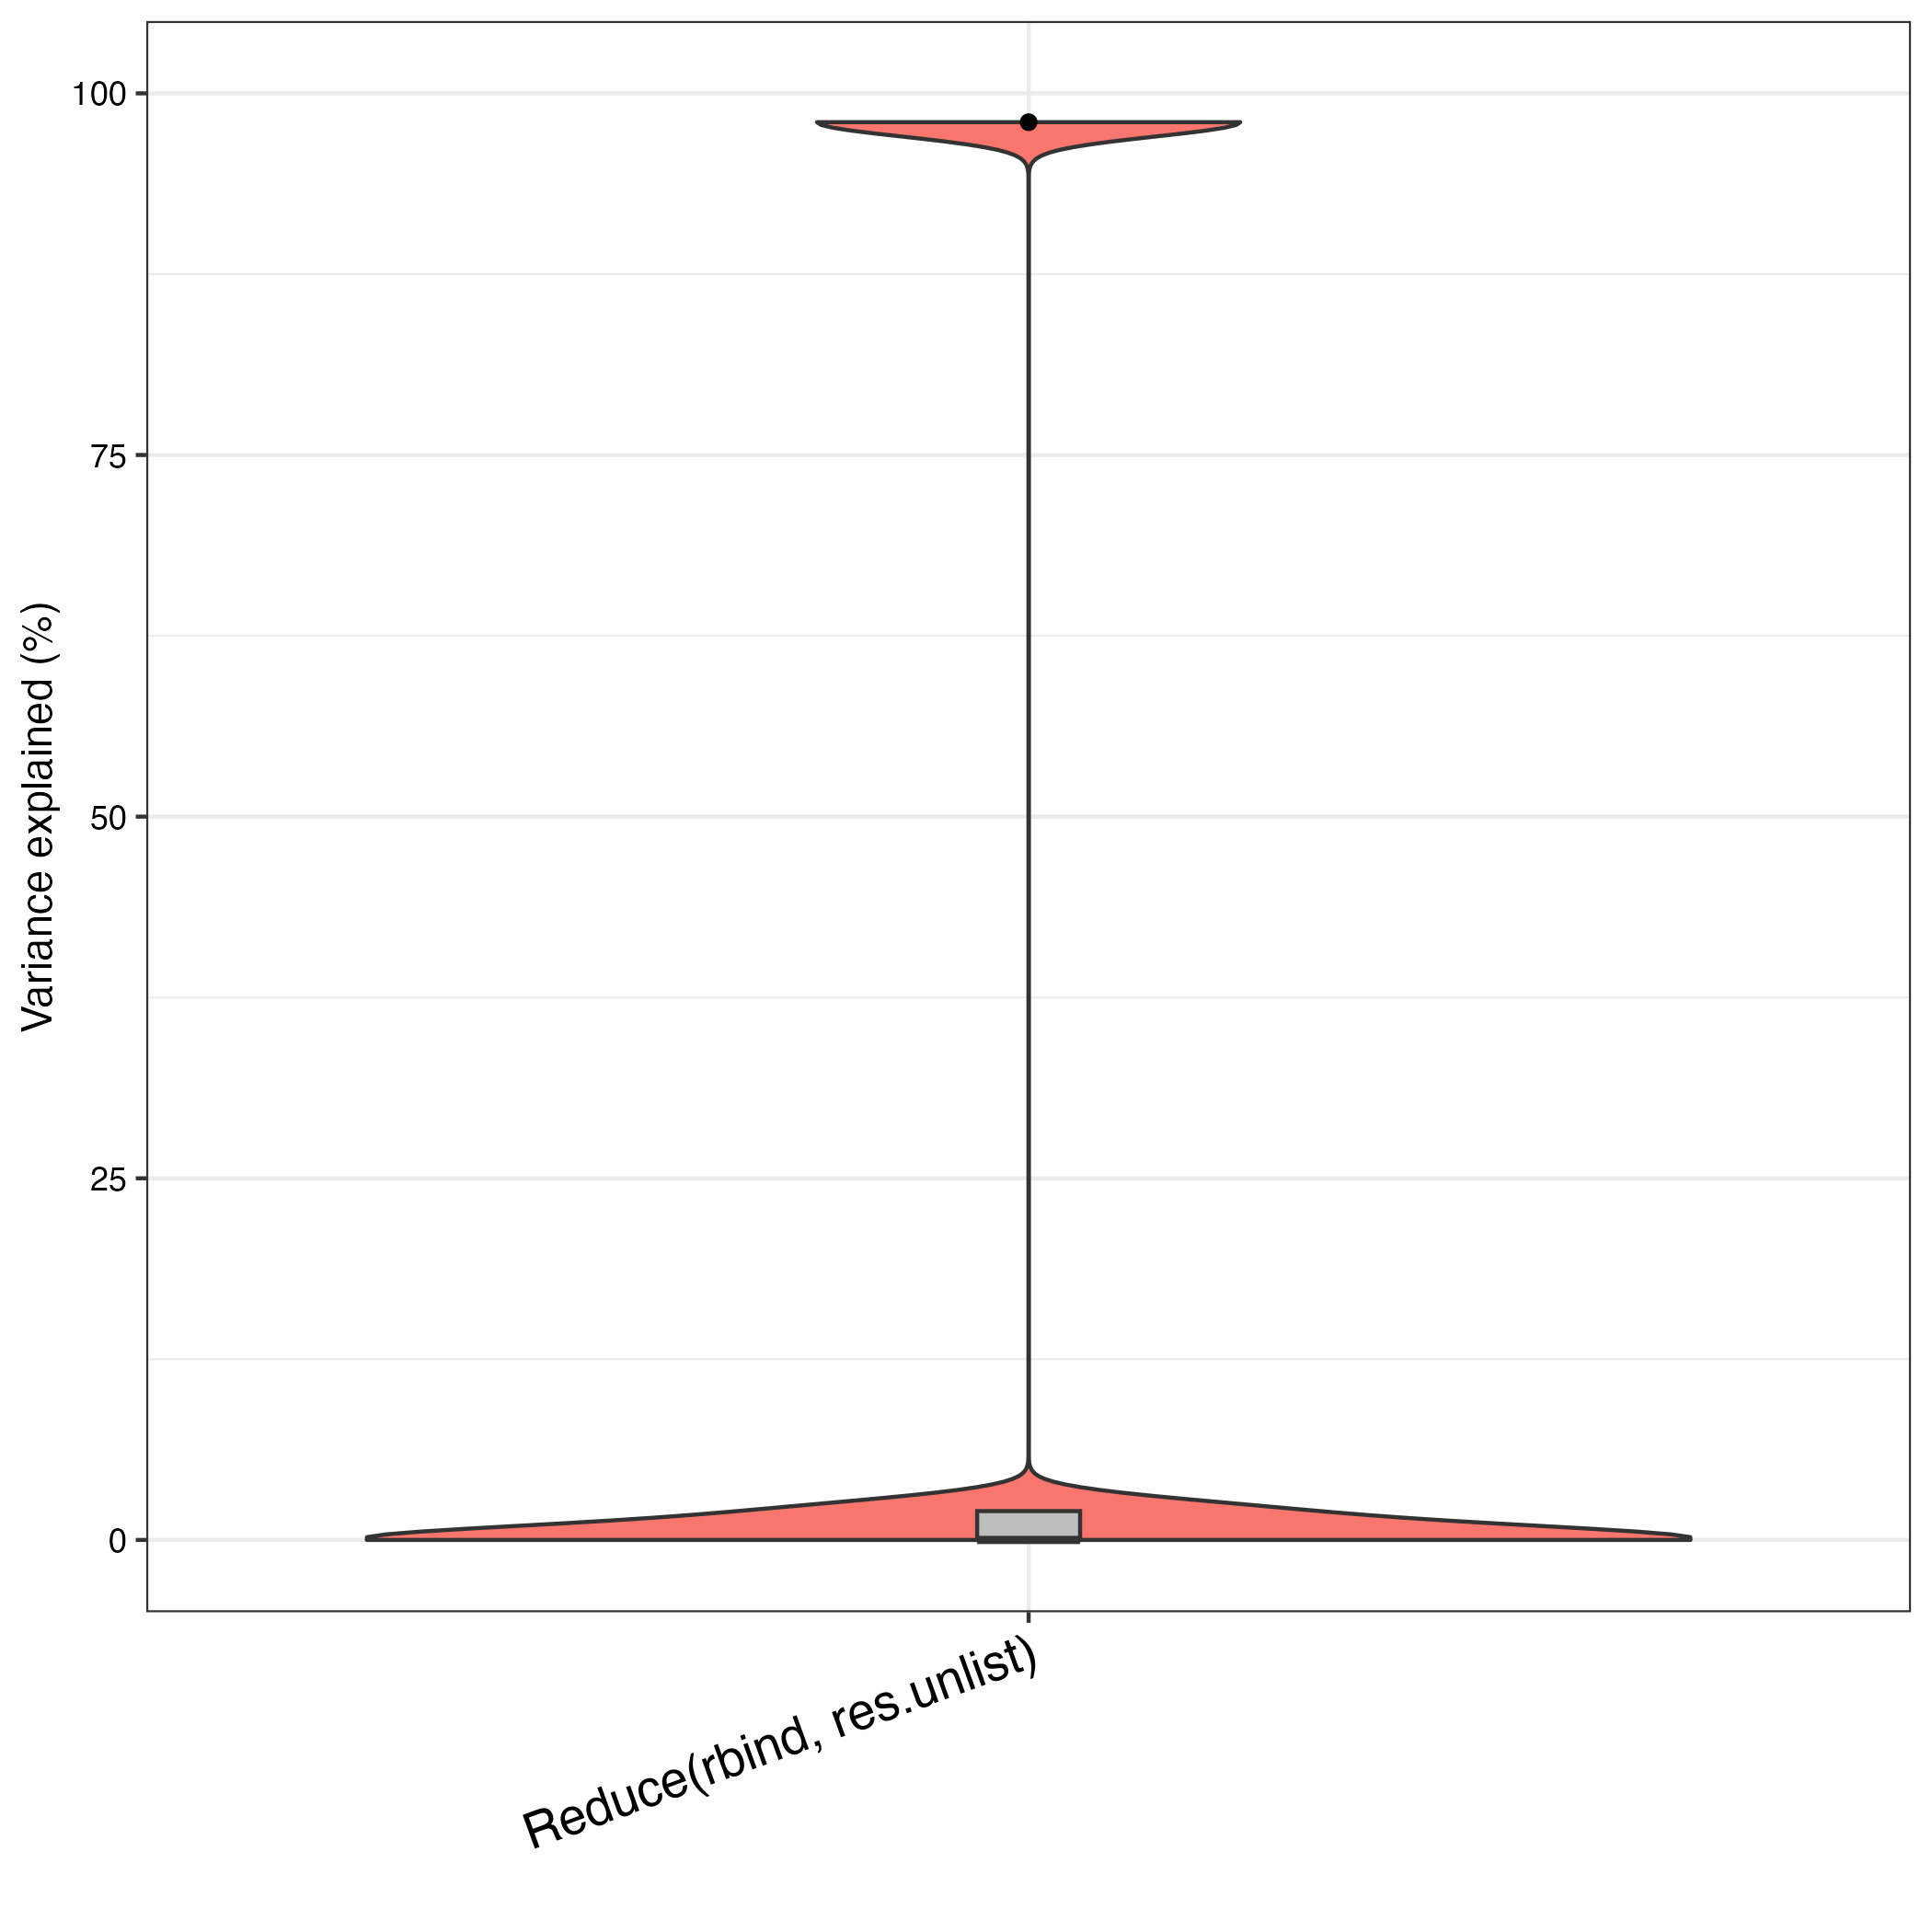 100
75
50
25
0
Variance explained (%)
Reduce(rbind, res.unlist)